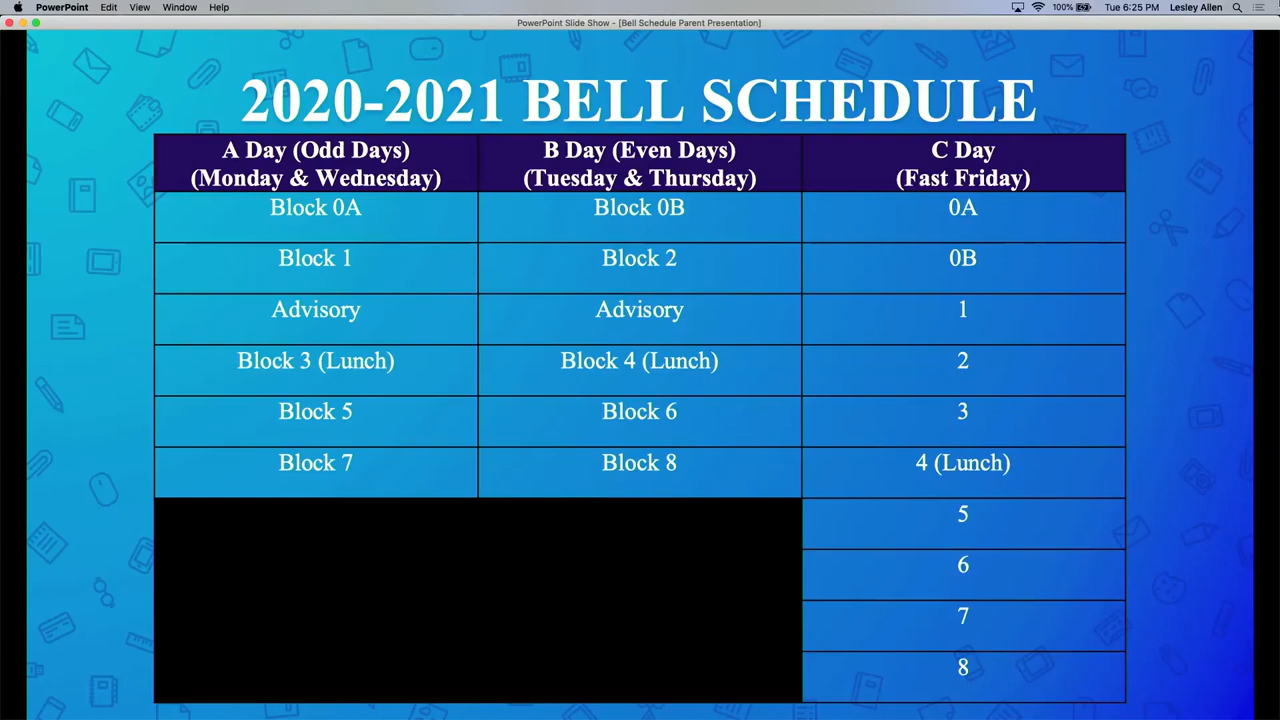 PowerPoint Edit View Window Help 100% Tue 6:25 PM Lesley Allen
PowerPoint Slide Show - [Bell Schedule Parent Presentation]
2020-2021 BELL SCHEDULE
A Day (Odd Days)
(Monday & Wednesday)
B Day (Even Days)
(Tuesday & Thursday)
C Day
(Fast Friday)
Block 0A
Block 0B
0A
Block 1
Block 2
0B
Advisory
Advisory
1
Block 3 (Lunch)
Block 4 (Lunch)
2
Block 5
Block 6
3
Block 7
Block 8
4 (Lunch)
5
6
7
8